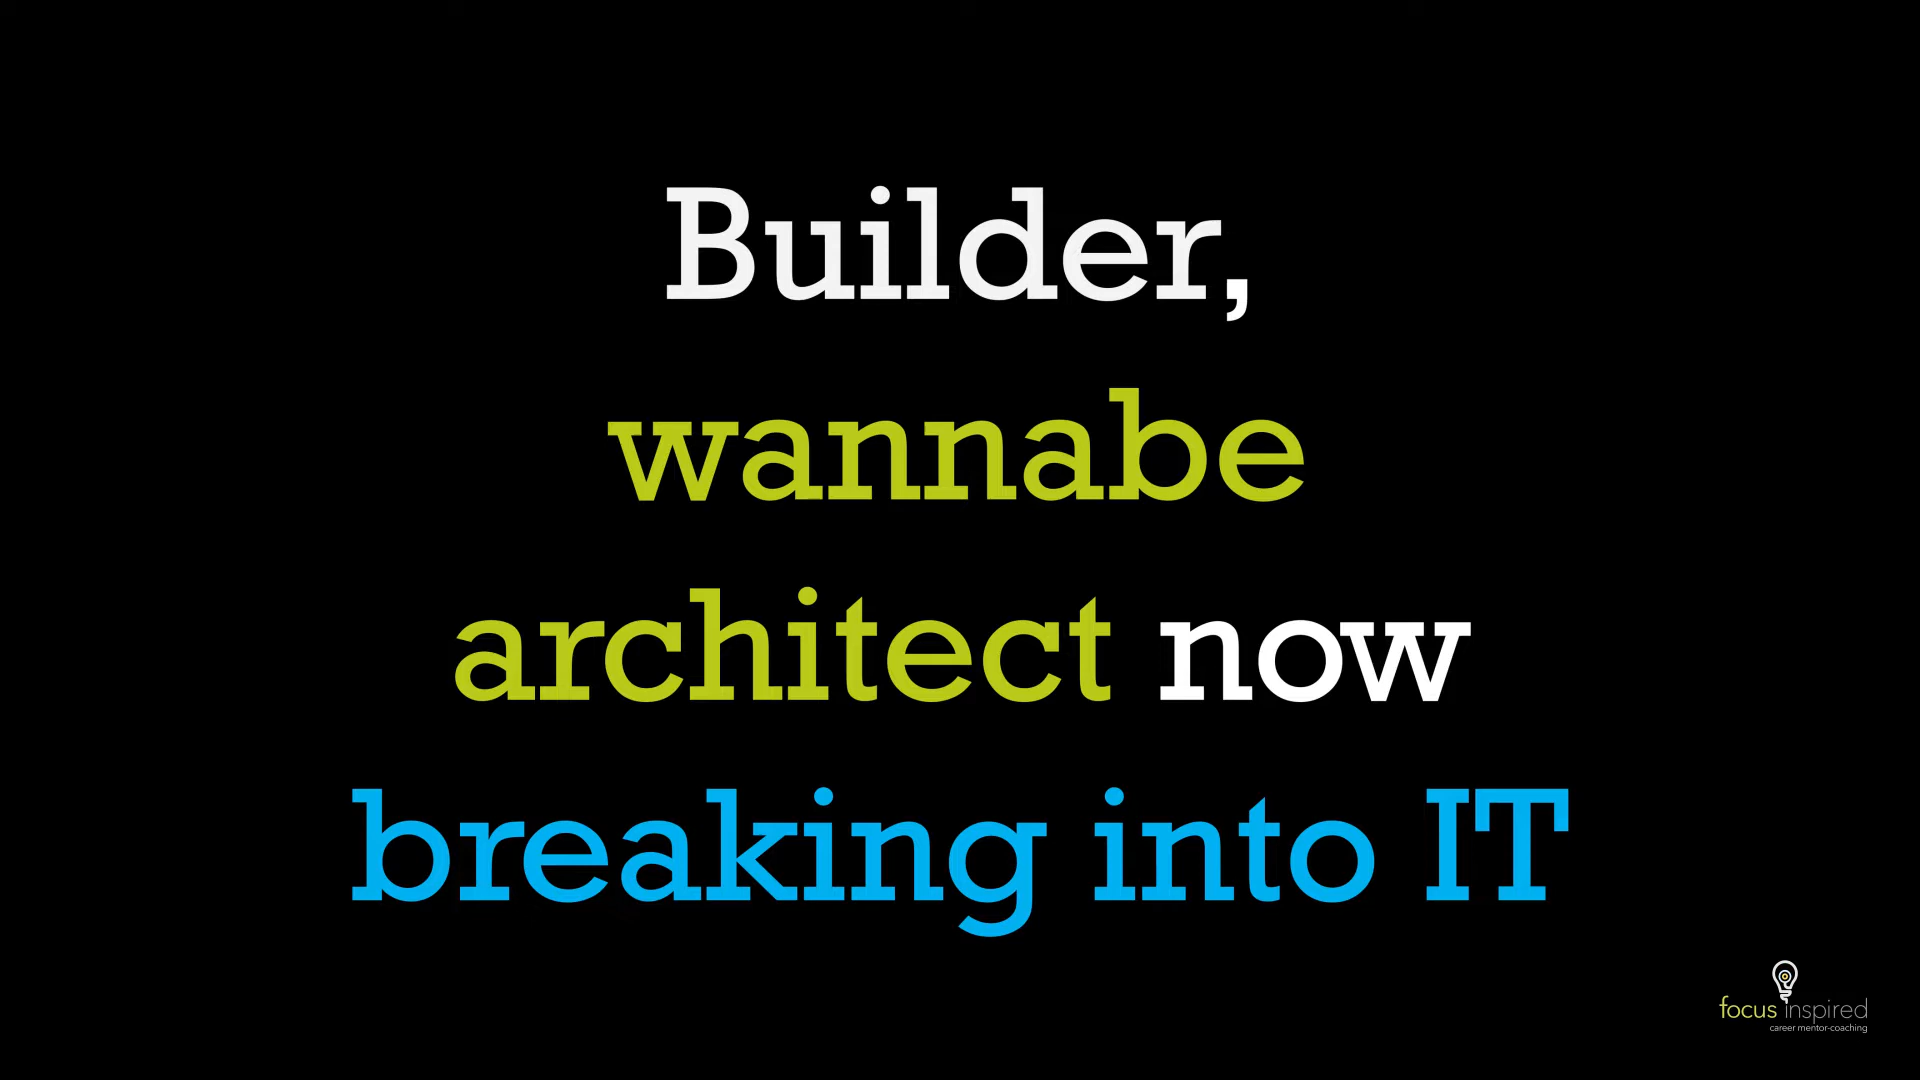 Builder,
wannabe
architect now
breaking into IT
focus inspired
career mentor-coaching